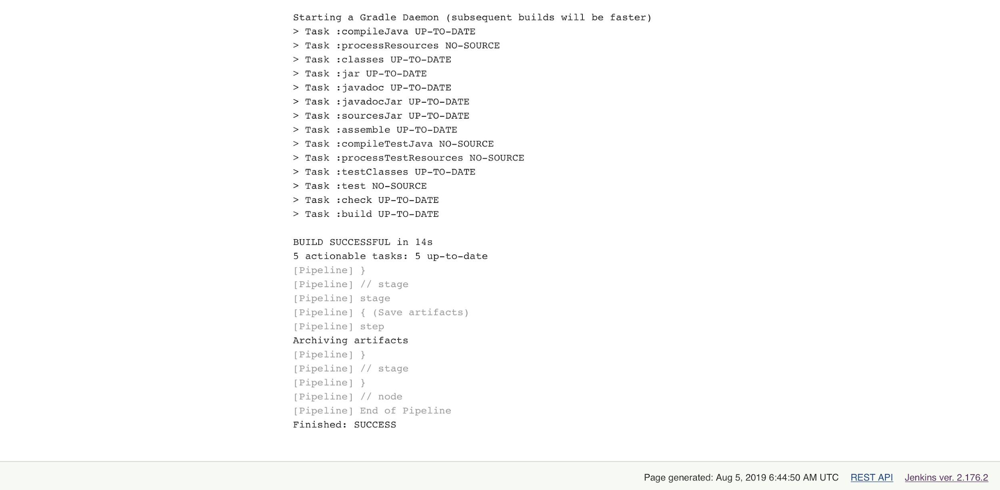 Starting a Gradle Daemon (subsequent builds will be faster)
> Task :compileJava UP-TO-DATE
> Task :processResources NO-SOURCE
> Task :classes UP-TO-DATE
> Task :jar UP-TO-DATE
> Task :javadoc UP-TO-DATE
> Task :javadocJar UP-TO-DATE
> Task :sourcesJar UP-TO-DATE
> Task :assemble UP-TO-DATE
> Task :compileTestJava NO-SOURCE
> Task :processTestResources NO-SOURCE
> Task :testClasses UP-TO-DATE
> Task :test NO-SOURCE
> Task :check UP-TO-DATE
> Task :build UP-TO-DATE
BUILD SUCCESSFUL in 14s
5 actionable tasks: 5 up-to-date
[Pipeline] }
[Pipeline] // stage
[Pipeline] stage
[Pipeline] { (Save artifacts)
[Pipeline] step
Archiving artifacts
[Pipeline] }
[Pipeline] // stage
[Pipeline] }
[Pipeline] // node
[Pipeline] End of Pipeline
Finished: SUCCESS
Page generated: Aug 5, 2019 6:44:50 AM UTC REST API Jenkins ver. 2.176.2